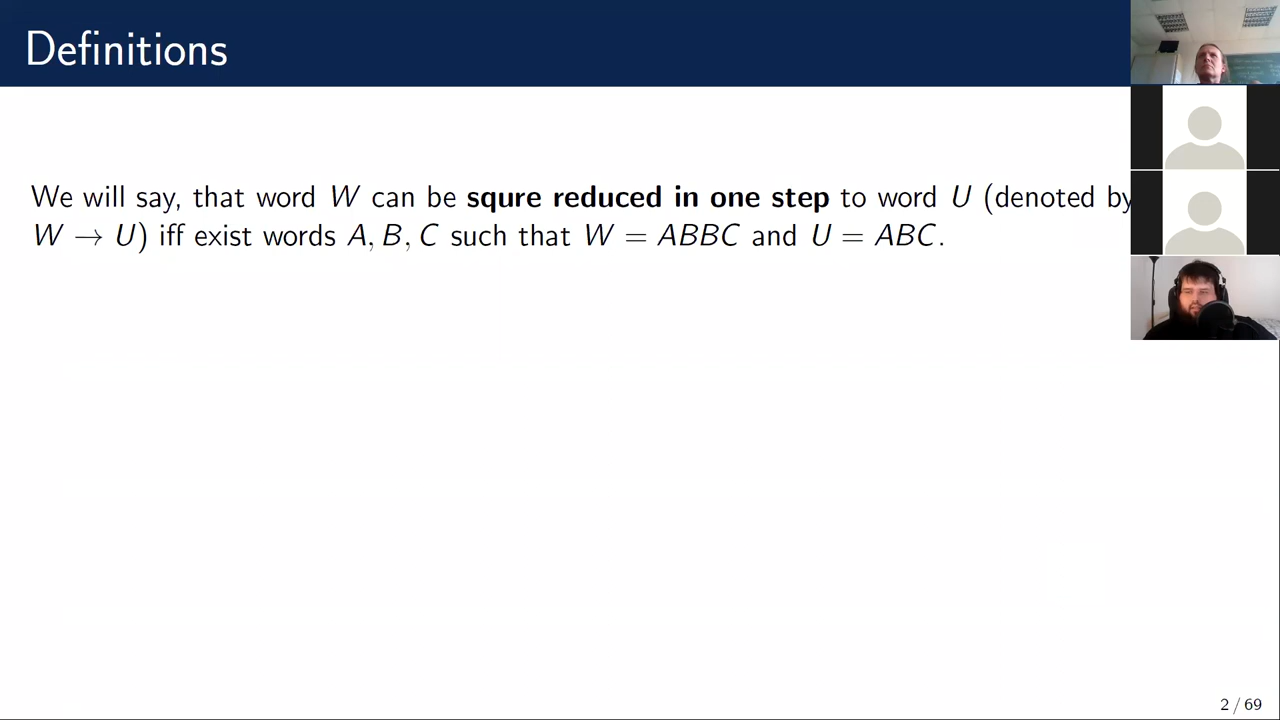 Definitions
We will say, that word W can be squre reduced in one step to word U (denoted by
W → U) iff exist words A, B, C such that W = ABBC and U = ABC.
2 / 69